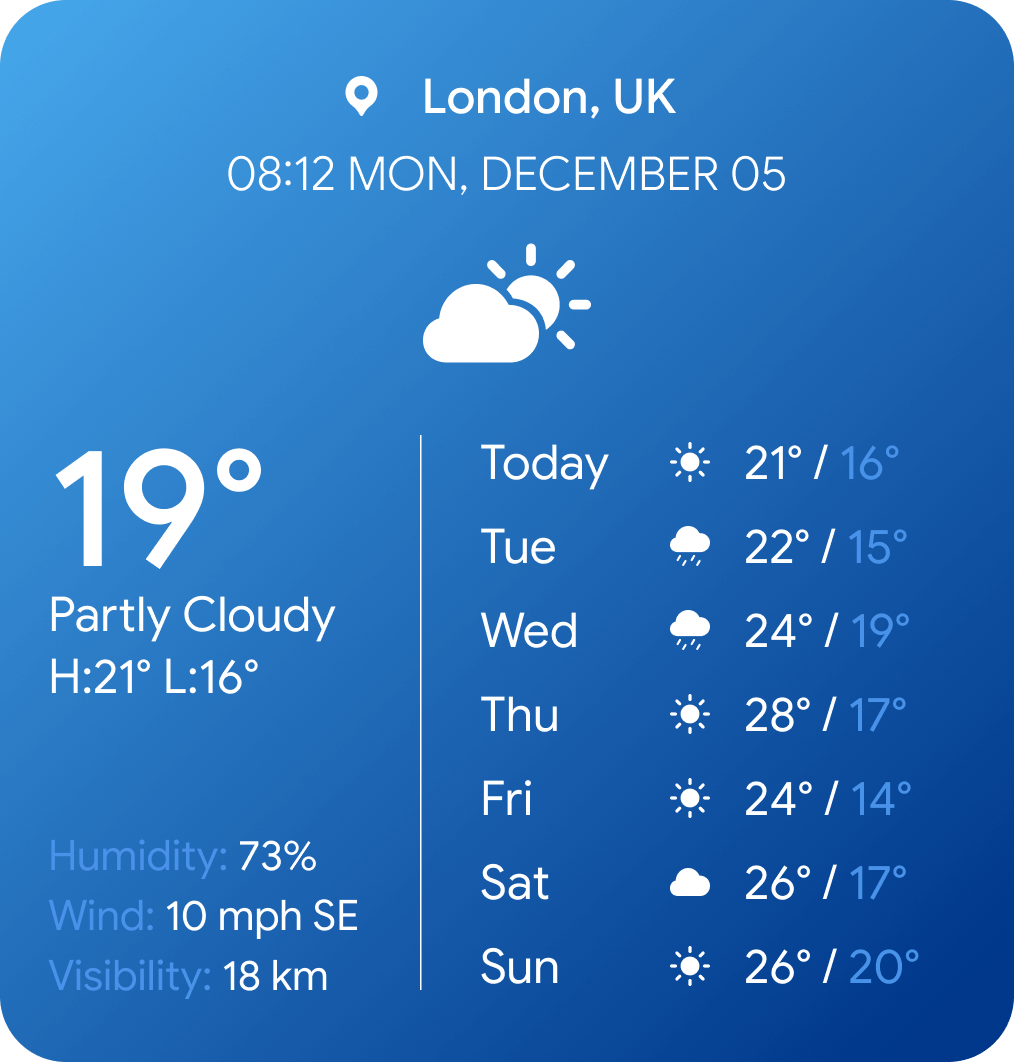 London, UK
08:12 MON, DECEMBER 05
19°
Partly Cloudy
H:21° L:16°
Humidity: 73%
Wind: 10 mph SE
Visibility: 18 km
Today 21° / 16°
Tue 22° / 15°
Wed 24° / 19°
Thu 28° / 17°
Fri 24° / 14°
Sat 26° / 17°
Sun 26° / 20°